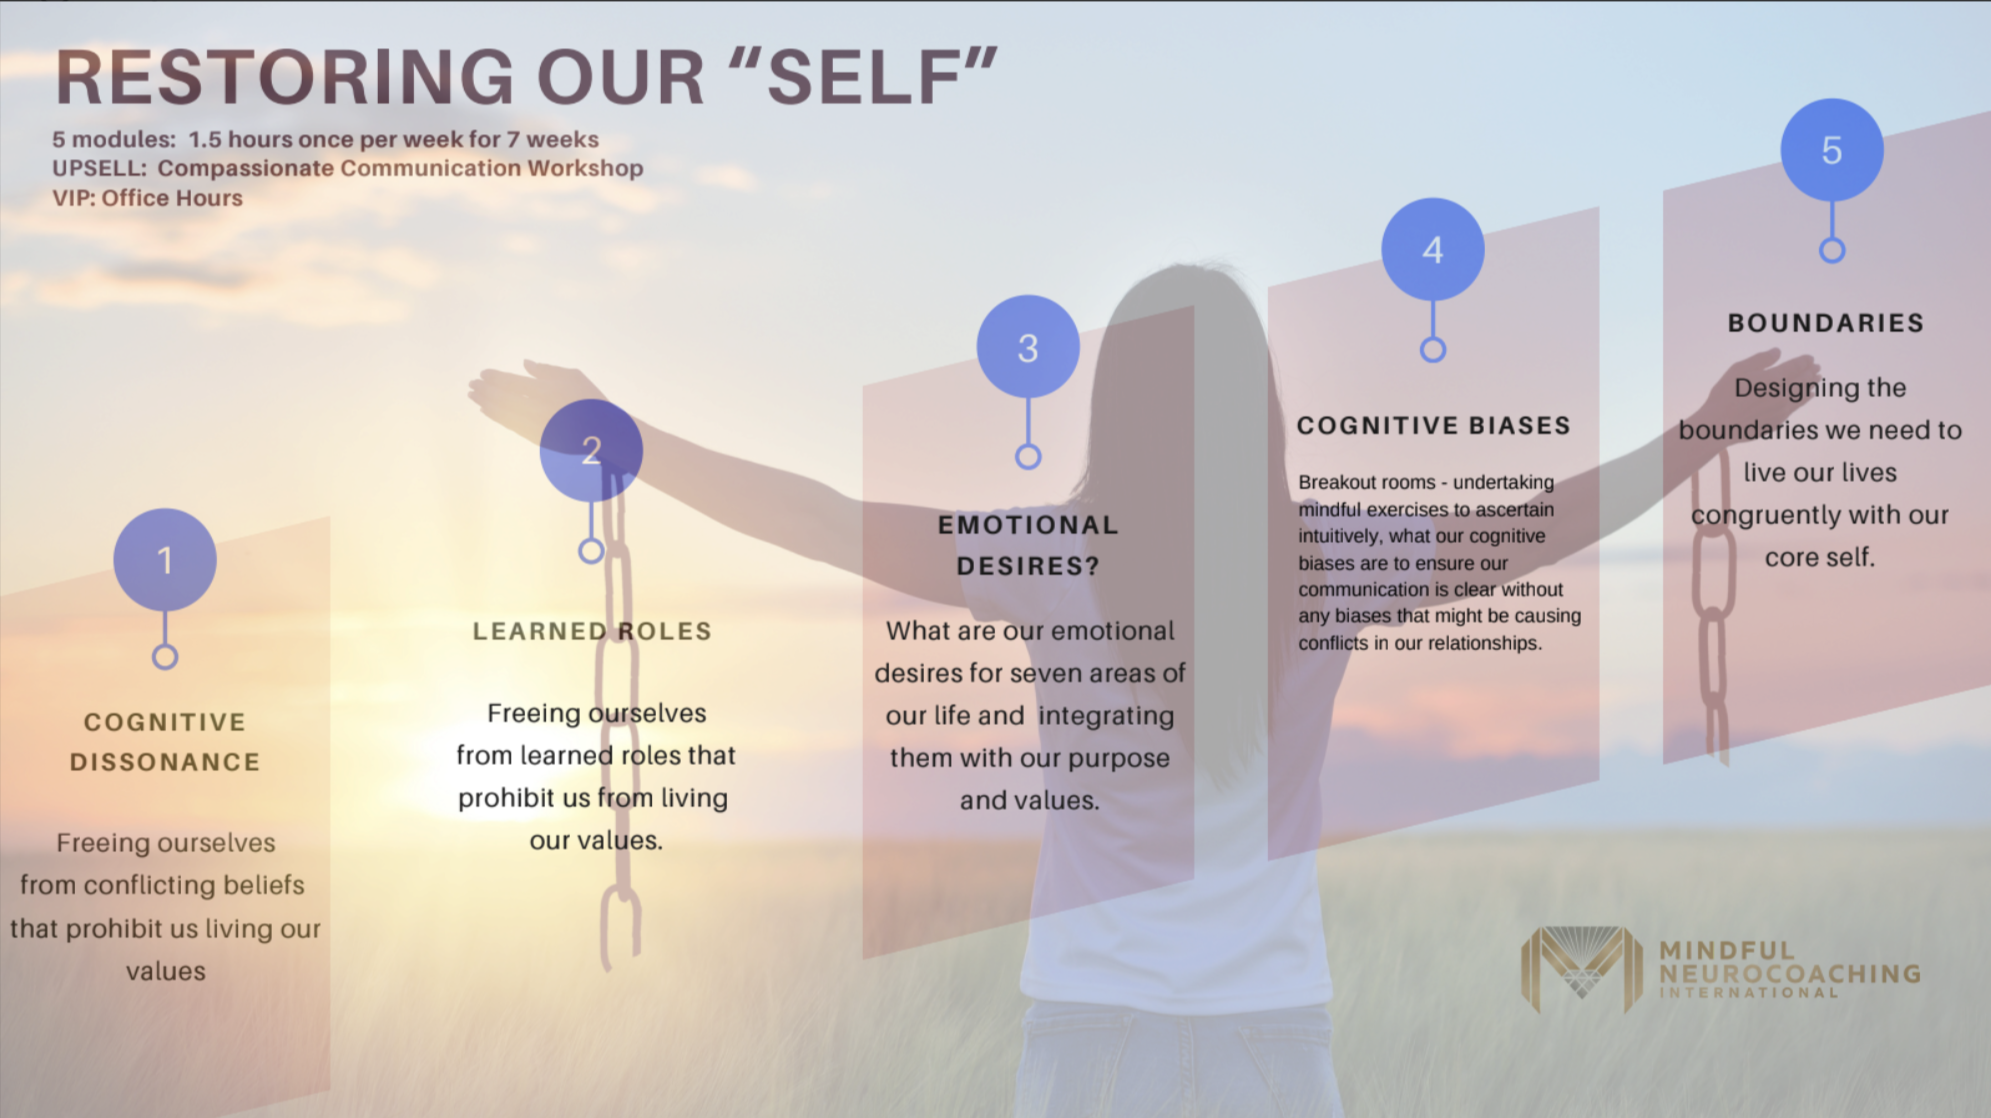 RESTORING OUR “SELF”
5 modules:  1.5 hours once per week for 7 weeks
UPSELL:  Compassionate Communication Workshop
VIP: Office Hours
1
COGNITIVE
DISSONANCE
Freeing ourselves
from conflicting beliefs
that prohibit us living our
values
2
LEARNED ROLES
Freeing ourselves
from learned roles that
prohibit us from living
our values.
3
EMOTIONAL
DESIRES?
What are our emotional
desires for seven areas of
our life and  integrating
them with our purpose
and values.
4
COGNITIVE BIASES
Breakout rooms - undertaking
mindful exercises to ascertain
intuitively, what our cognitive
biases are to ensure our
communication is clear without
any biases that might be causing
conflicts in our relationships.
5
BOUNDARIES
Designing the
boundaries we need to
live our lives
congruently with our
core self.
MINDFUL
NEUROCOACHING
INTERNATIONAL